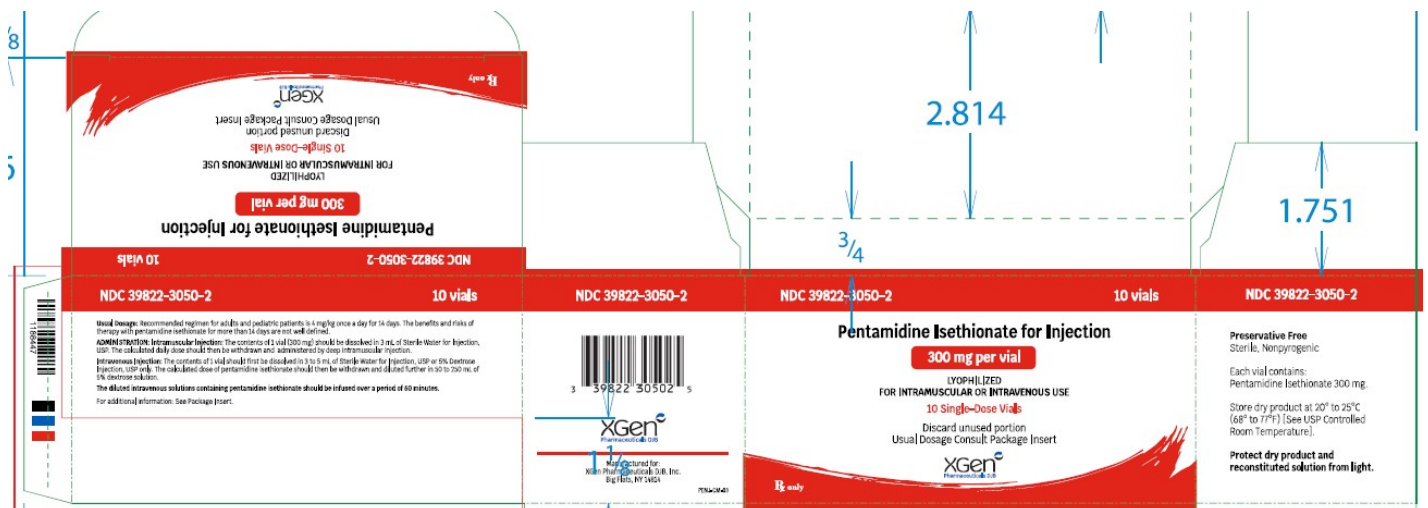 /8
Rx only
XGen
Pharmaceuticals DJB
Usual Dosage Consult Package Insert
Discard unused portion
10 Single-Dose Vials
FOR INTRAMUSCULAR OR INTRAVENOUS USE
LYOPHILIZED
300 mg per vial
Pentamidine Isethionate for Injection
NDC 39822-3050-2 10 vials
NDC 39822-3050-2 10 vials
Usual Dosage: Recommended regimen for adults and pediatric patients is 4 mg/kg once a day for 14 days. The benefits and risks of
therapy with pentamidine isethionate for more than 14 days are not well defined.
ADMINISTRATION: Intramuscular Injection: The contents of 1 vial (300 mg) should be dissolved in 3 mL of Sterile Water for Injection,
USP. The calculated daily dose should then be withdrawn and administered by deep intramuscular injection.
Intravenous Injection: The contents of 1 vial should first be dissolved in 3 to 5 mL of Sterile Water for Injection, USP or 5% Dextrose
Injection, USP only. The calculated dose of pentamidine isethionate should then be withdrawn and diluted further in 50 to 250 mL of
5% dextrose solution.
The diluted intravenous solutions containing pentamidine isethionate should be infused over a period of 60 minutes.
For additional information: See Package Insert.
1188447
NDC 39822-3050-2
3 39822 30502 5
XGen
Pharmaceuticals DJB
1 1/8
Manufactured for:
XGen Pharmaceuticals DJB, Inc.
Big Flats, NY 14814
2.814
3/4
NDC 39822-3050-2 10 vials
Pentamidine Isethionate for Injection
300 mg per vial
LYOPHILIZED
FOR INTRAMUSCULAR OR INTRAVENOUS USE
10 Single-Dose Vials
Discard unused portion
Usual Dosage Consult Package Insert
XGen
Pharmaceuticals DJB
Rx only
1.751
NDC 39822-3050-2
Preservative Free
Sterile, Nonpyrogenic
Each vial contains:
Pentamidine Isethionate 300 mg.
Store dry product at 20° to 25°C
(68° to 77°F) [See USP Controlled
Room Temperature].
Protect dry product and
reconstituted solution from light.